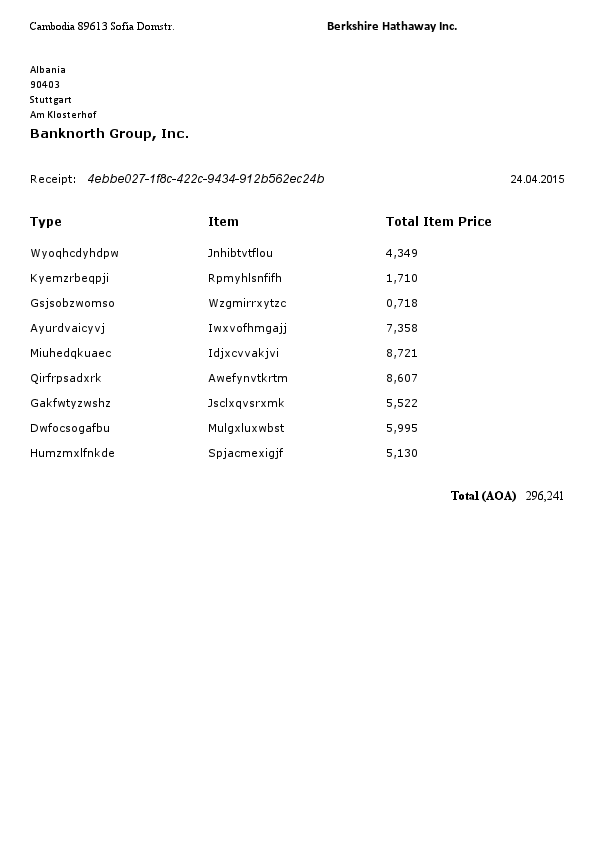 Cambodia 89613 Sofia Domstr. Berkshire Hathaway Inc.
Albania
90403
Stuttgart
Am Klosterhof
Banknorth Group, Inc.
Receipt: 4ebbe027-1f8c-422c-9434-912b562ec24b 24.04.2015
Type Item Total Item Price
Wyoqhcdyhdpw Jnhibtvtflou 4,349
Kyemzrbeqpji Rpmyhlsnfifh 1,710
Gsjsobzwomso Wzgmirrxytzc 0,718
Ayurdvaicyvj Iwxvofhmgajj 7,358
Miuhedqkuaec Idjxcvvakjvi 8,721
Qirfrpsadxrk Awefynvtkrtm 8,607
Gakfwtyzwshz Jsclxqvsrxmk 5,522
Dwfocsogafbu Mulgxluxwbst 5,995
Humzmxlfnkde Spjacmexigjf 5,130
Total (AOA) 296,241